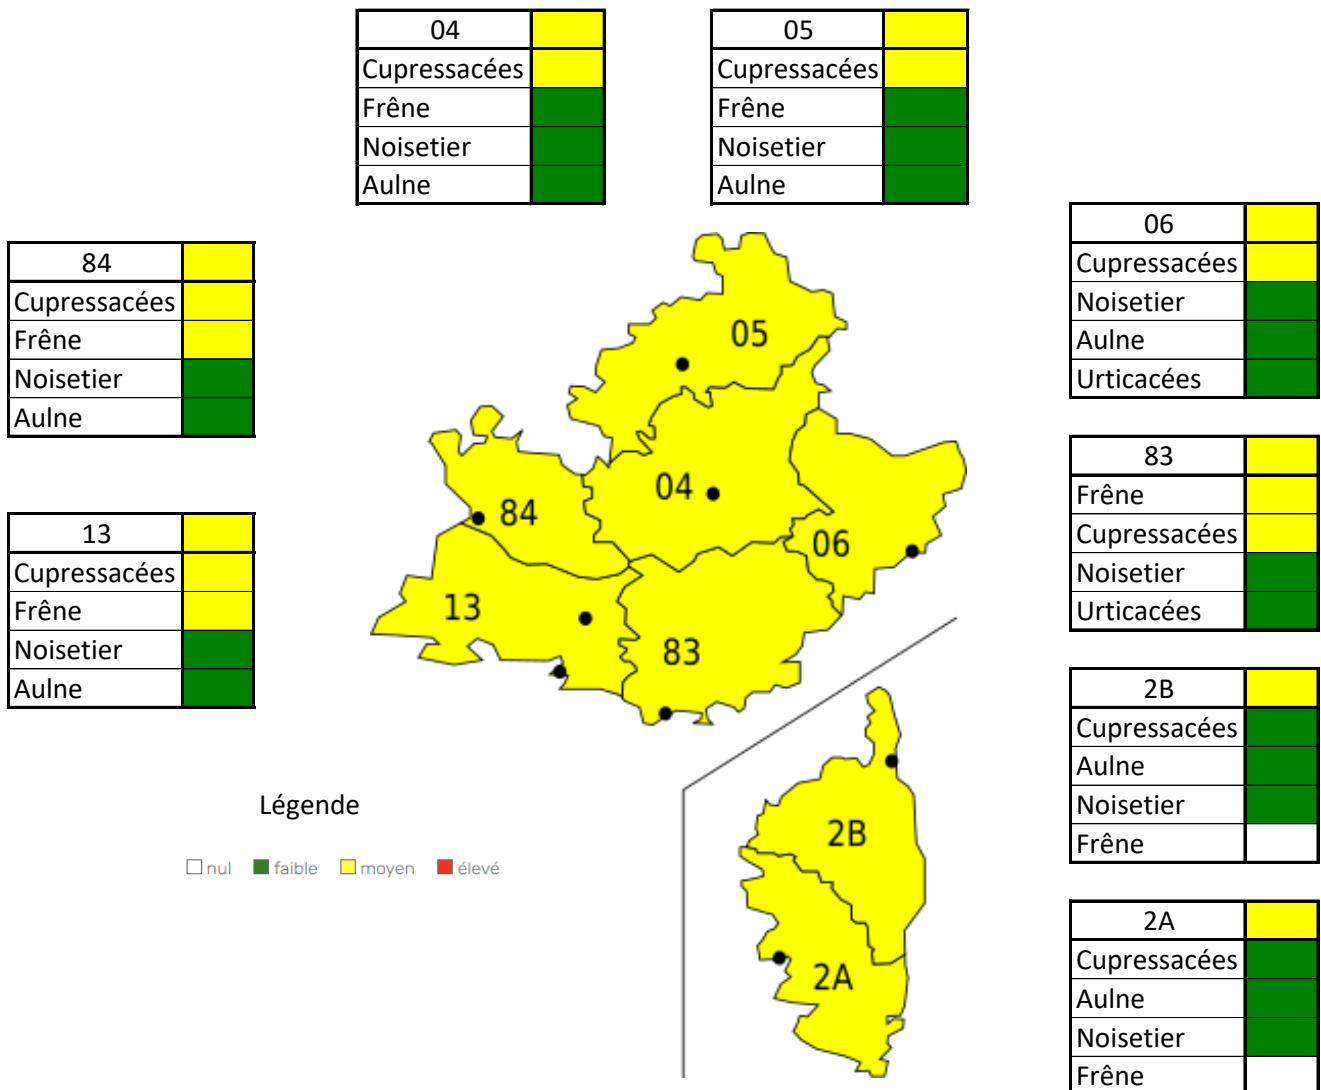 04
Cupressacées
Frêne
Noisetier
Aulne
05
Cupressacées
Frêne
Noisetier
Aulne
84
Cupressacées
Frêne
Noisetier
Aulne
06
Cupressacées
Noisetier
Aulne
Urticacées
13
Cupressacées
Frêne
Noisetier
Aulne
83
Frêne
Cupressacées
Noisetier
Urticacées
2B
Cupressacées
Aulne
Noisetier
Frêne
2A
Cupressacées
Aulne
Noisetier
Frêne
05
04
84
06
13
83
2B
2A
Légende
nul faible moyen élevé